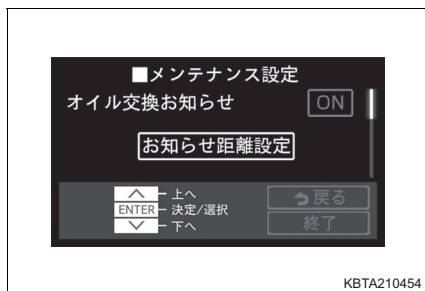 ■メンテナンス設定
オイル交換お知らせ ON
お知らせ距離設定
上へ
ENTER 決定/選択
下へ
戻る
終了
KBTA210454